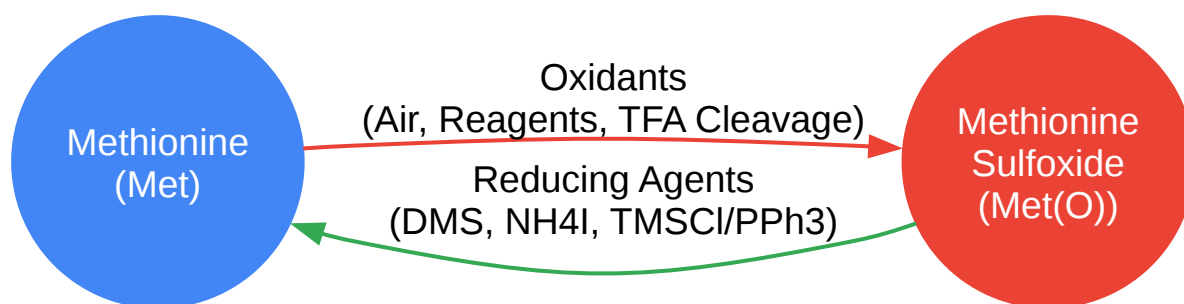 Methionine
(Met)
Oxidants
(Air, Reagents, TFA Cleavage)
Reducing Agents
(DMS, NH4I, TMSCl/PPh3)
Methionine
Sulfoxide
(Met(O))